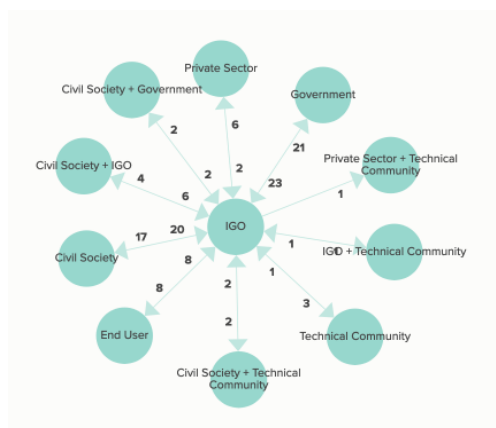 Private Sector
Civil Society + Government
Government
6
2
21
Private Sector + Technical
Community
Civil Society + IGO
4
2
2
23
6
1
IGO
20
17
1
IGO + Technical Community
1
Civil Society
8
1
2
8
3
2
End User
Technical Community
Civil Society + Technical
Community